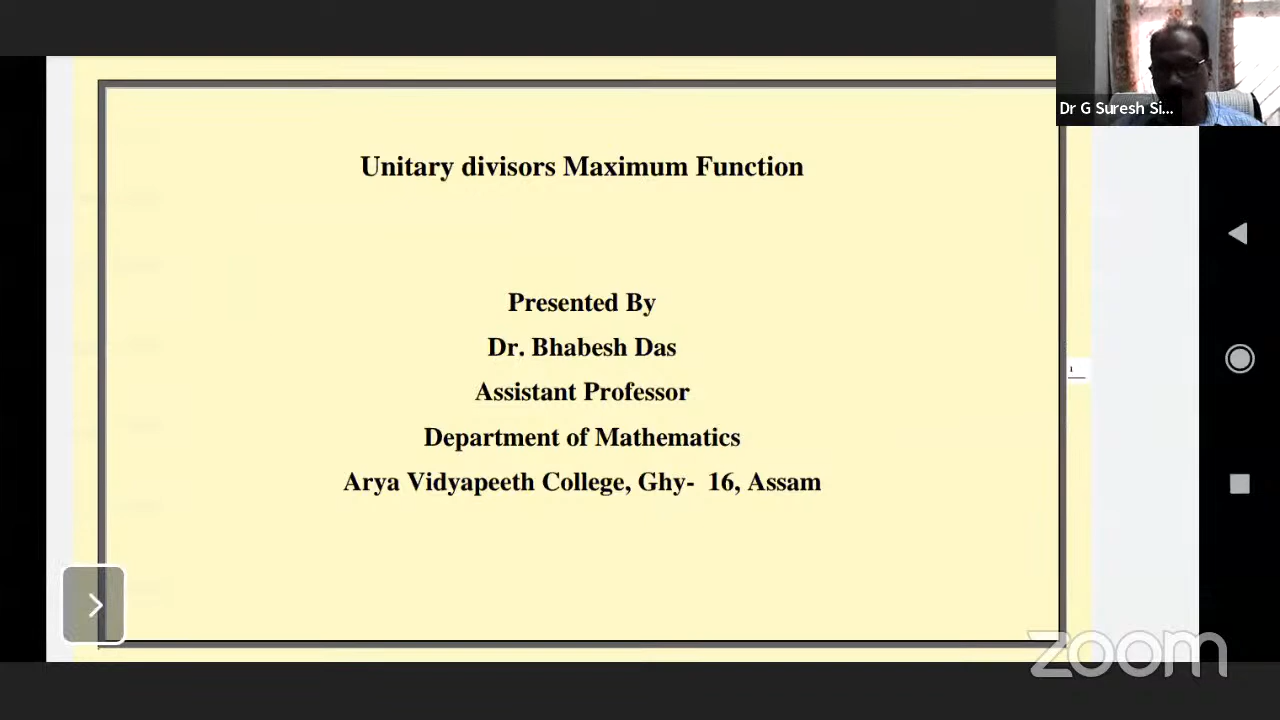 Dr G Suresh Si...
Unitary divisors Maximum Function
Presented By
Dr. Bhabesh Das
Assistant Professor
Department of Mathematics
1
Arya Vidyapeeth College, Ghy- 16, Assam
zoom